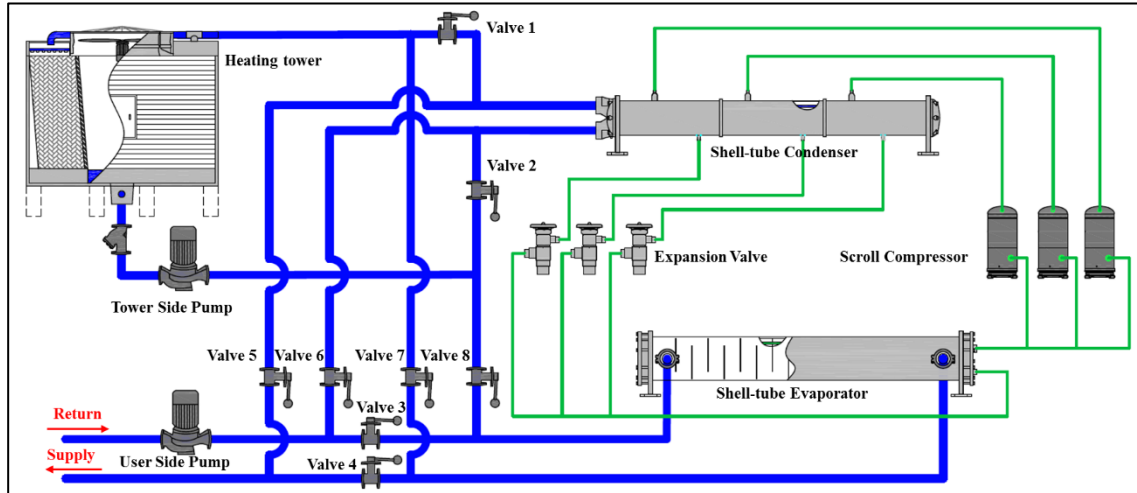 Valve 1
Heating tower
Shell-tube Condenser
Valve 2
Expansion Valve
Scroll Compressor
Tower Side Pump
Valve 5
Valve 6
Valve 7
Valve 8
Shell-tube Evaporator
Return
Valve 3
Supply
User Side Pump
Valve 4